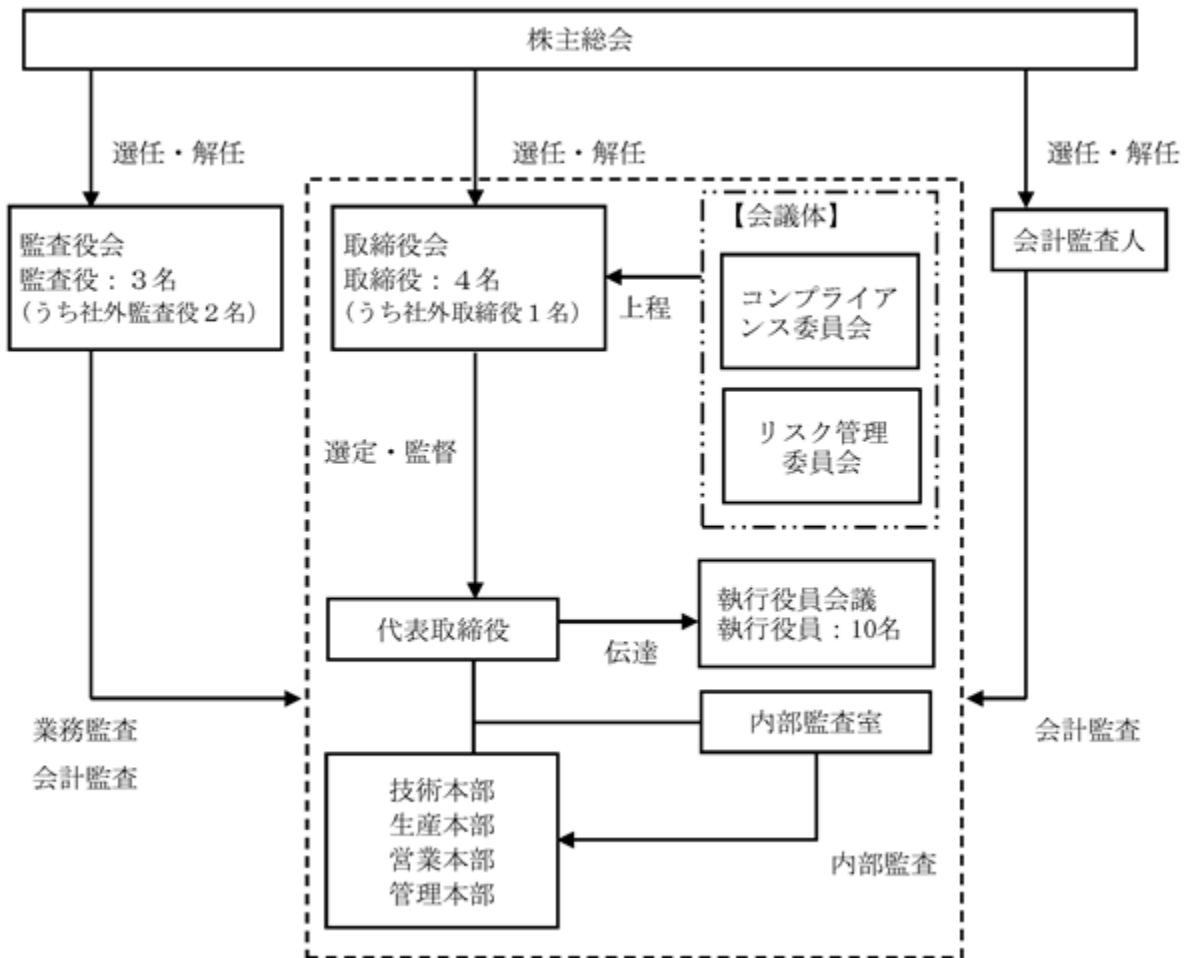 株主総会
選任・解任
選任・解任
選任・解任
監査役会
監査役：３名
(うち社外監査役２名)
取締役会
取締役：４名
(うち社外取締役１名)
上程
【会議体】
コンプライア
ンス委員会
リスク管理
委員会
会計監査人
選定・監督
代表取締役
伝達
執行役員会議
執行役員：10名
業務監査
会計監査
内部監査室
会計監査
技術本部
生産本部
営業本部
管理本部
内部監査